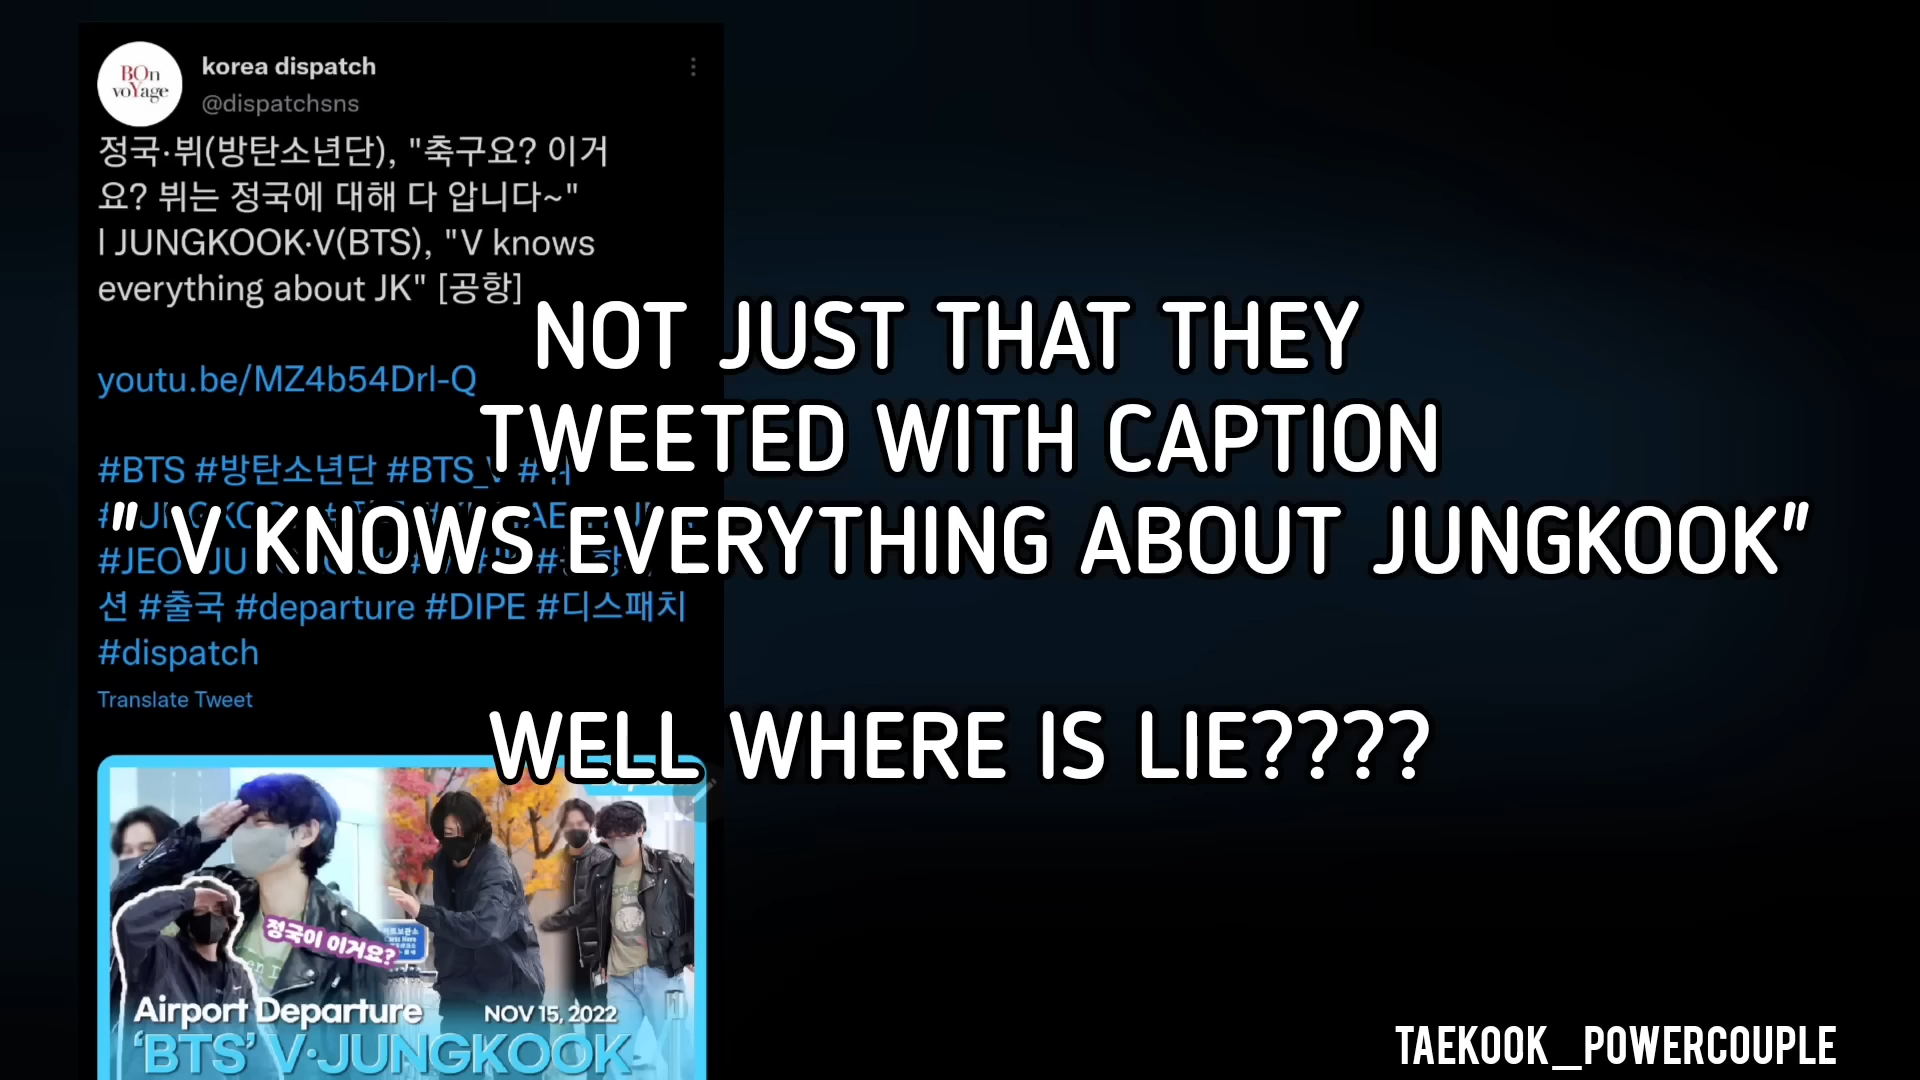 BOn
voYage
korea dispatch
@dispatchsns
정국·뷔(방탄소년단), "축구요? 이거
요? 뷔는 정국에 대해 다 압니다~"
l JUNGKOOK·V(BTS), "V knows
everything about JK" [공항]
youtu.be/MZ4b54Drl-Q
NOT JUST THAT THEY
TWEETED WITH CAPTION
" V KNOWS EVERYTHING ABOUT JUNGKOOK"
WELL WHERE IS LIE????
#BTS #방탄소년단 #BTS_V
션 #출국 #departure #DIPE #디스패치
#dispatch
Translate Tweet
정국이 이거요?
Airport Departure
NOV 15, 2022
'BTS' V·JUNGKOOK
TAEKOOK_POWERCOUPLE